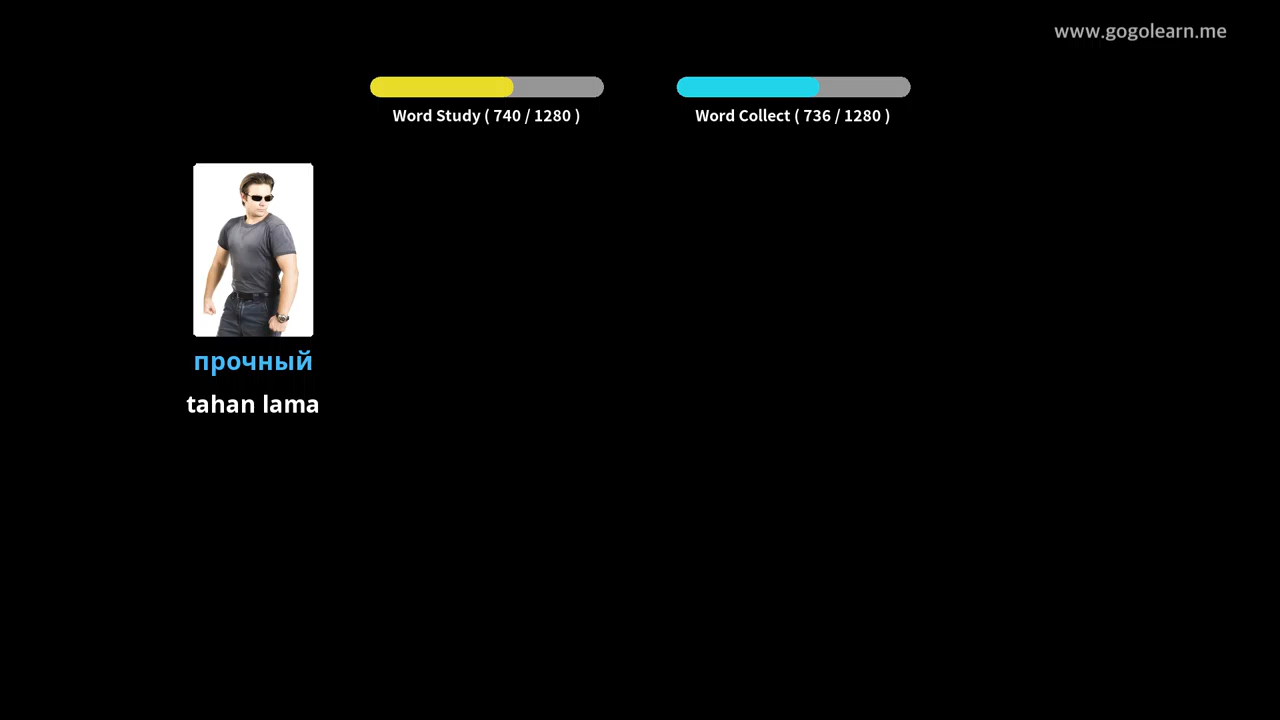 www.gogolearn.me
Word Study ( 740 / 1280 )
Word Collect ( 736 / 1280 )
прочный
tahan lama